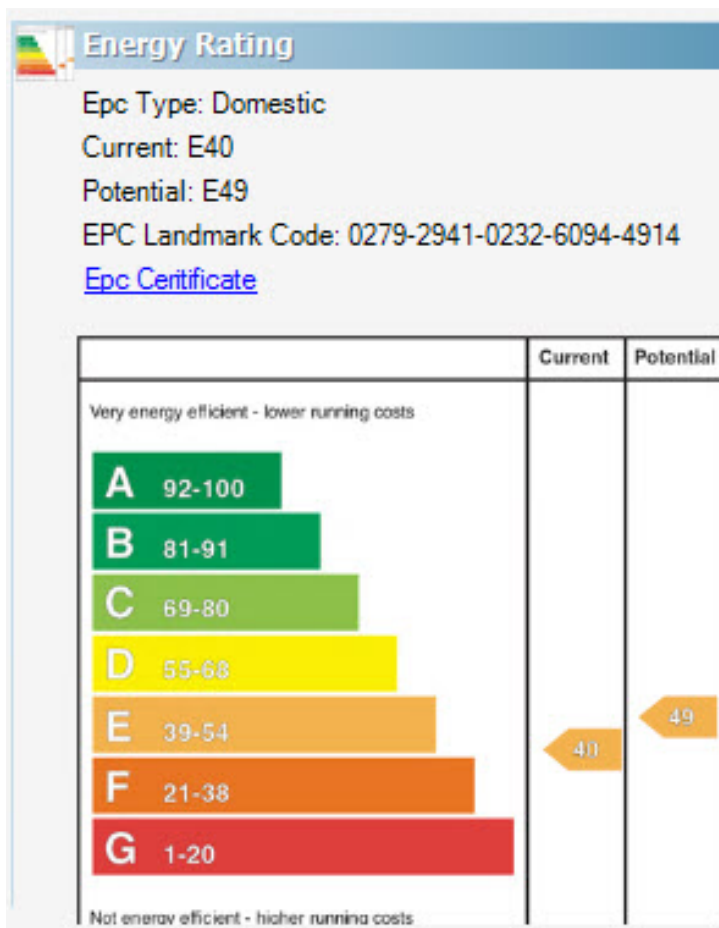 Energy Rating
Epc Type: Domestic
Current: E40
Potential: E49
EPC Landmark Code: 0279-2941-0232-6094-4914
Epc Ceritificate
Current Potential
Very energy efficient - lower running costs
A 92-100
B 81-91
C 69-80
D 55-68
E 39-54
49
40
F 21-38
G 1-20
Not energy efficient - higher running costs